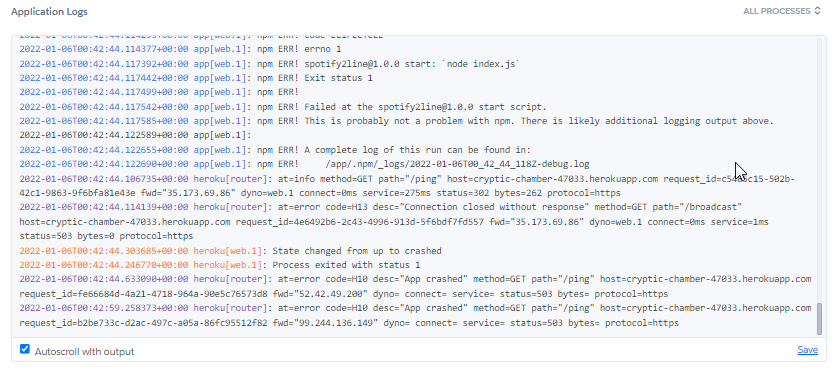 Application Logs
ALL PROCESSES
2022-01-06T00:42:44.114377+00:00 app[web.1]: npm ERR! errno 1
2022-01-06T00:42:44.117392+00:00 app[web.1]: npm ERR! spotify2line@1.0.0 start: `node index.js`
2022-01-06T00:42:44.117442+00:00 app[web.1]: npm ERR! Exit status 1
2022-01-06T00:42:44.117499+00:00 app[web.1]: npm ERR!
2022-01-06T00:42:44.117542+00:00 app[web.1]: npm ERR! Failed at the spotify2line@1.0.0 start script.
2022-01-06T00:42:44.117585+00:00 app[web.1]: npm ERR! This is probably not a problem with npm. There is likely additional logging output above.
2022-01-06T00:42:44.122589+00:00 app[web.1]:
2022-01-06T00:42:44.122655+00:00 app[web.1]: npm ERR! A complete log of this run can be found in:
2022-01-06T00:42:44.122690+00:00 app[web.1]: npm ERR!     /app/.npm/_logs/2022-01-06T00_42_44_118Z-debug.log
2022-01-06T00:42:44.106735+00:00 heroku[router]: at=info method=GET path="/ping" host=cryptic-chamber-47033.herokuapp.com
42c1-9863-9f6bfa81e43e fwd="35.173.69.86" dyno=web.1 connect=0ms service=275ms status=302 bytes=262 protocol=https
2022-01-06T00:42:44.114139+00:00 heroku[router]: at=error code=H13 desc="Connection closed without response" method=GET path="/broadcast"
host=cryptic-chamber-47033.herokuapp.com request_id=4e6492b6-2c43-4996-913d-5f6bdf7fd557 fwd="35.173.69.86" dyno=web.1 connect=0ms service=1ms
status=503 bytes=0 protocol=https
2022-01-06T00:42:44.303685+00:00 heroku[web.1]: State changed from up to crashed
2022-01-06T00:42:44.246770+00:00 heroku[web.1]: Process exited with status 1
2022-01-06T00:42:44.633090+00:00 heroku[router]: at=error code=H10 desc="App crashed" method=GET path="/ping" host=cryptic-chamber-47033.herokuapp.com
request_id=fe66684d-4a21-4718-964a-90e5c76573d8 fwd="52.42.49.200" dyno= connect= service= status=503 bytes= protocol=https
2022-01-06T00:42:59.258373+00:00 heroku[router]: at=error code=H10 desc="App crashed" method=GET path="/ping" host=cryptic-chamber-47033.herokuapp.com
request_id=b2be733c-d2ac-497c-a05a-86fc95512f82 fwd="99.244.136.149" dyno= connect= service= status=503 bytes= protocol=https
Autoscroll with output
Save